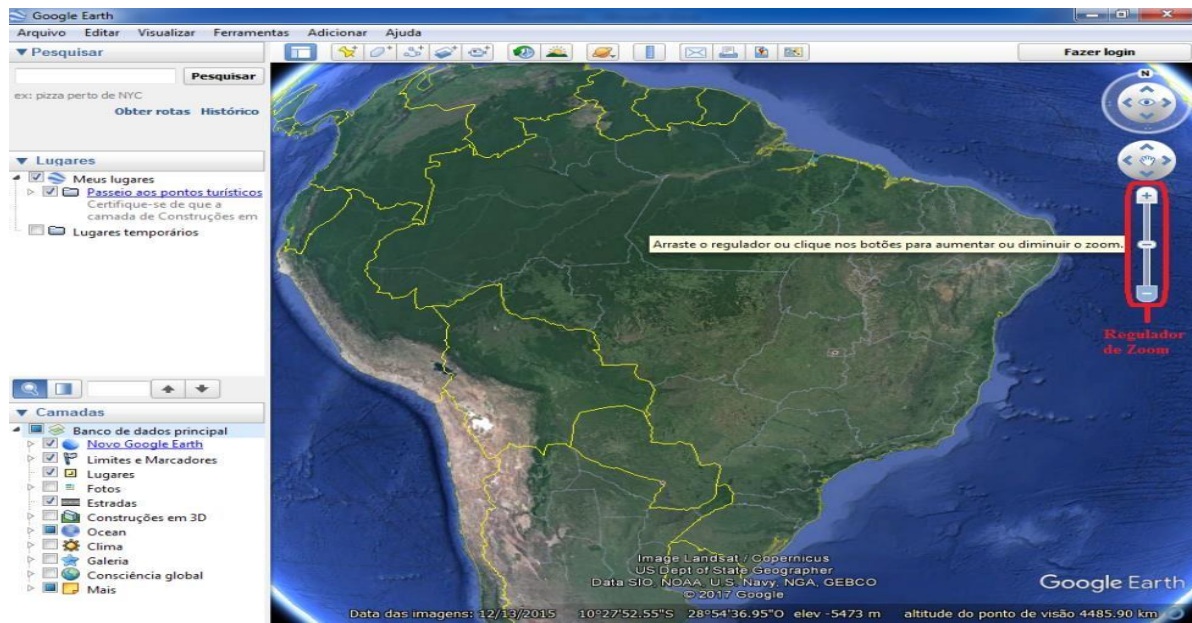 Google Earth
Arquivo Editar Visualizar Ferramentas Adicionar Ajuda
▼ Pesquisar
Fazer login
Pesquisar
ex: pizza perto de NYC
Obter rotas Histórico
N
▼ Lugares
Meus lugares
Passeio aos pontos turísticos
Certifique-se de que a
camada de Construções em
Lugares temporários
Arraste o regulador ou clique nos botões para aumentar ou diminuir o zoom.
Regulador
de Zoom
▼ Camadas
Banco de dados principal
Novo Google Earth
Limites e Marcadores
Lugares
Fotos
Estradas
Construções em 3D
Ocean
Clima
Galeria
Consciência global
Mais
Image Landsat / Copernicus
US Dept of State Geographer
Data SIO, NOAA, U.S. Navy, NGA, GEBCO
© 2017 Google
Google Earth
Data das imagens: 12/13/2015 10°27'52.55"S 28°54'36.95"O elev -5473 m altitude do ponto de visão 4485.90 km